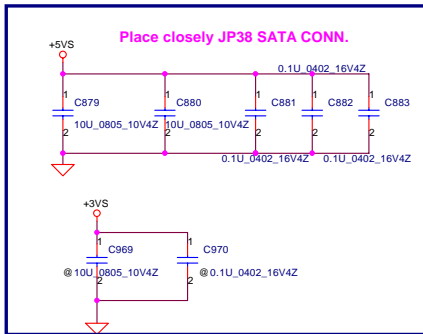 Place closely JP38 SATA CONN.
+5VS
0.1U_0402_16V4Z
1 1 1 1 1
C879 C880 C881 C882 C883
2 2 2 2 2
10U_0805_10V4Z 10U_0805_10V4Z
0.1U_0402_16V4Z 0.1U_0402_16V4Z
+3VS
1 C969 1 C970
@ 10U_0805_10V4Z @ 0.1U_0402_16V4Z
2 2